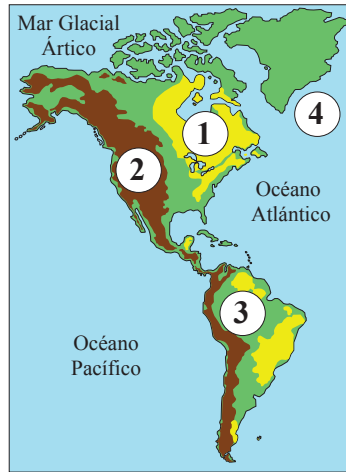 Mar Glacial
Ártico
1
4
2
Océano
Atlántico
3
Océano
Pacífico